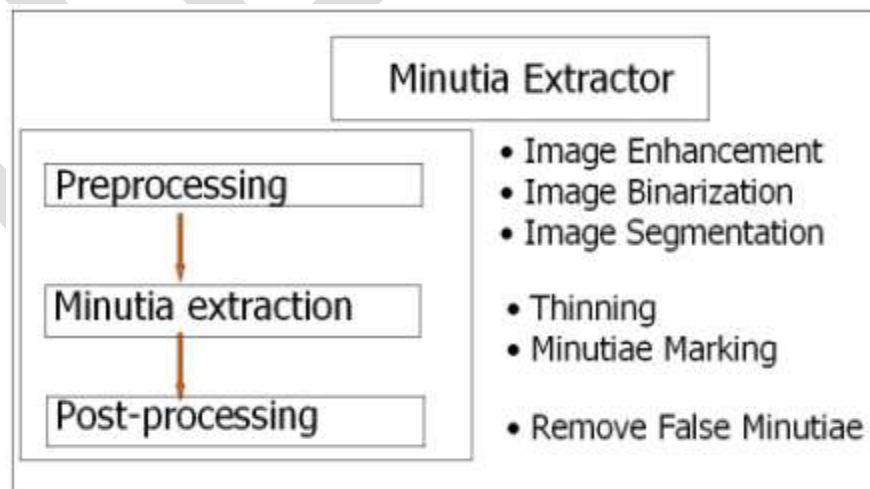 Minutia Extractor
Preprocessing
• Image Enhancement
• Image Binarization
• Image Segmentation
Minutia extraction
• Thinning
• Minutiae Marking
Post-processing
• Remove False Minutiae